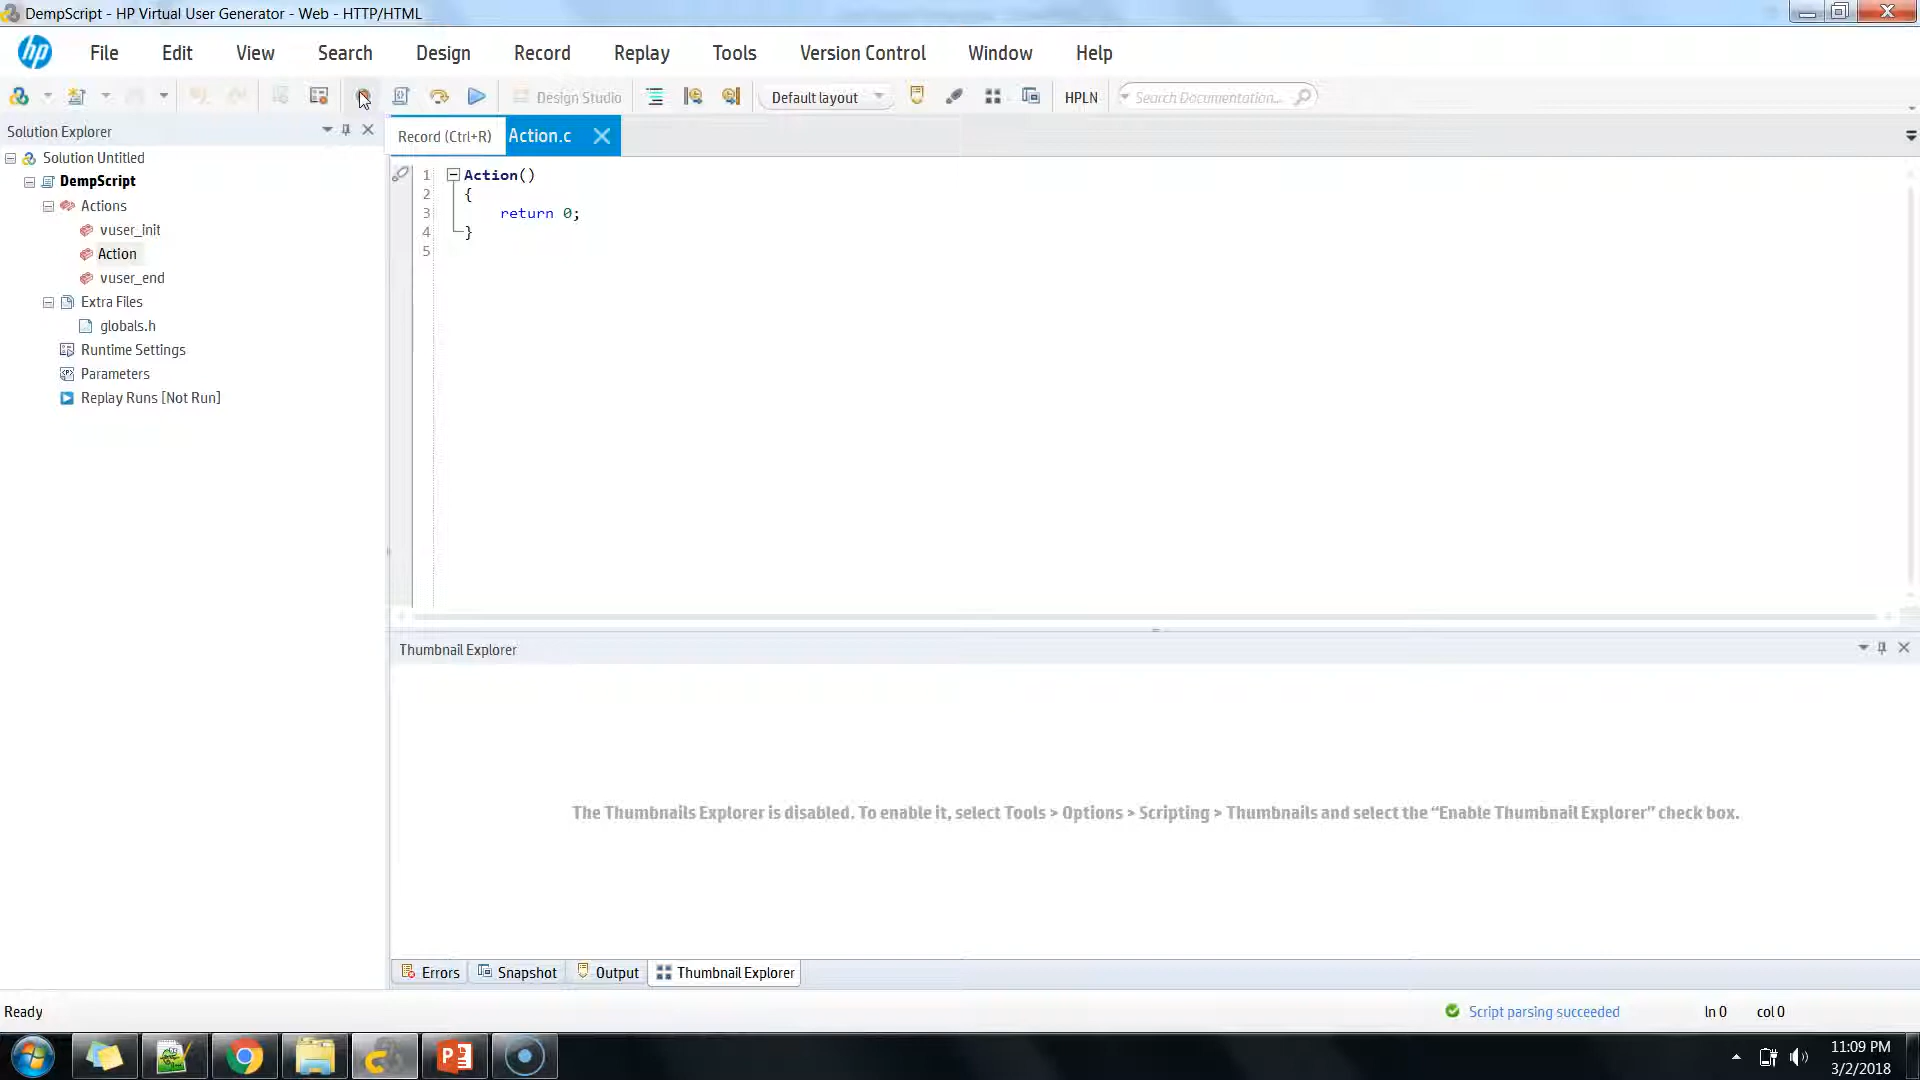 DempScript - HP Virtual User Generator - Web - HTTP/HTML
hp File Edit View Search Design Record Replay Tools Version Control Window Help
Design Studio Default layout HPLN Search Documentation...
Solution Explorer
Record (Ctrl+R) Action.c
Solution Untitled
DempScript
Actions
vuser_init
Action
vuser_end
Extra Files
globals.h
Runtime Settings
Parameters
Replay Runs [Not Run]
1 Action()
2 {
3 return 0;
4 }
5
Thumbnail Explorer
The Thumbnails Explorer is disabled. To enable it, select Tools > Options > Scripting > Thumbnails and select the “Enable Thumbnail Explorer” check box.
Errors Snapshot Output Thumbnail Explorer
Ready Script parsing succeeded ln 0 col 0
11:09 PM
3/2/2018